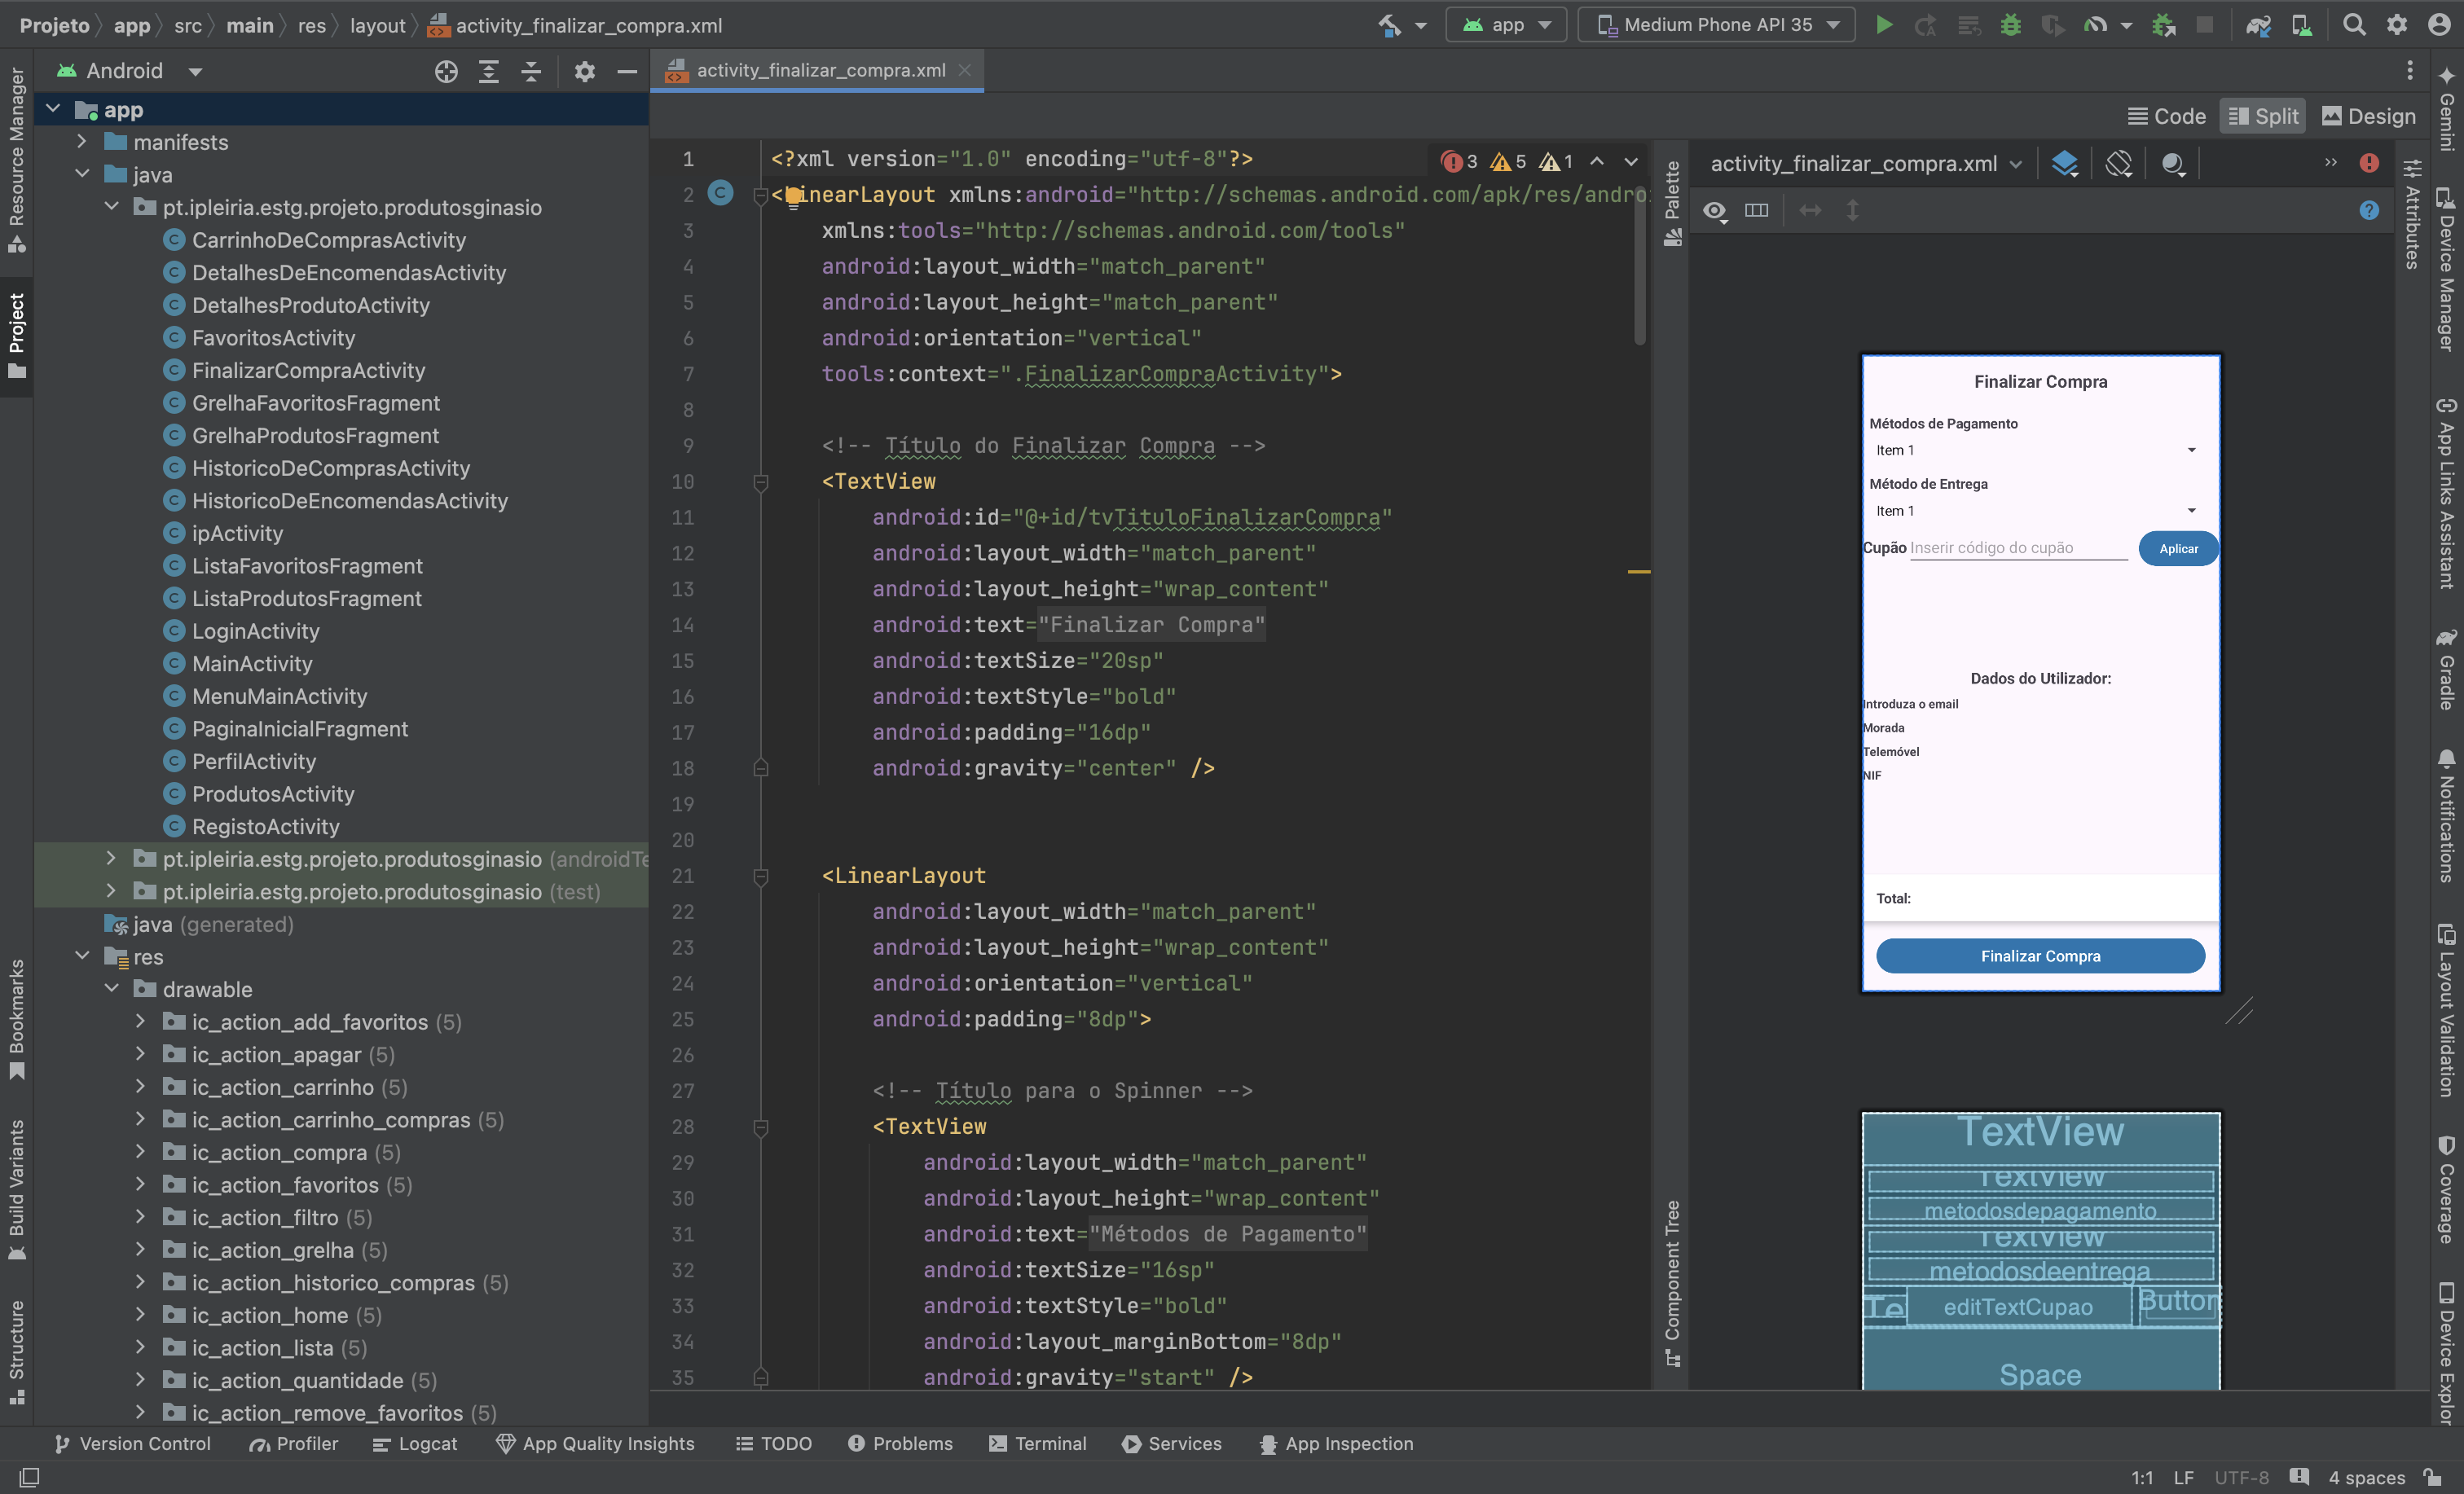 Projeto app src main res layout activity_finalizar_compra.xml
app Medium Phone API 35
Resource Manager
Project
Bookmarks
Build Variants
Structure
Android
app
manifests
java
pt.ipleiria.estg.projeto.produtosginasio
CarrinhoDeComprasActivity
DetalhesDeEncomendasActivity
DetalhesProdutoActivity
FavoritosActivity
FinalizarCompraActivity
GrelhaFavoritosFragment
GrelhaProdutosFragment
HistoricoDeComprasActivity
HistoricoDeEncomendasActivity
ipActivity
ListaFavoritosFragment
ListaProdutosFragment
LoginActivity
MainActivity
MenuMainActivity
PaginaInicialFragment
PerfilActivity
ProdutosActivity
RegistoActivity
pt.ipleiria.estg.projeto.produtosginasio (androidTe
pt.ipleiria.estg.projeto.produtosginasio (test)
java (generated)
res
drawable
ic_action_add_favoritos (5)
ic_action_apagar (5)
ic_action_carrinho (5)
ic_action_carrinho_compras (5)
ic_action_compra (5)
ic_action_favoritos (5)
ic_action_filtro (5)
ic_action_grelha (5)
ic_action_historico_compras (5)
ic_action_home (5)
ic_action_lista (5)
ic_action_quantidade (5)
ic_action_remove_favoritos (5)
activity_finalizar_compra.xml
Code Split Design
3 5 1
1 <?xml version="1.0" encoding="utf-8"?>
2 <LinearLayout xmlns:android="http://schemas.android.com/apk/res/andro
3 xmlns:tools="http://schemas.android.com/tools"
4 android:layout_width="match_parent"
5 android:layout_height="match_parent"
6 android:orientation="vertical"
7 tools:context=".FinalizarCompraActivity">
8
9 <!-- Título do Finalizar Compra -->
10 <TextView
11 android:id="@+id/tvTituloFinalizarCompra"
12 android:layout_width="match_parent"
13 android:layout_height="wrap_content"
14 android:text="Finalizar Compra"
15 android:textSize="20sp"
16 android:textStyle="bold"
17 android:padding="16dp"
18 android:gravity="center" />
19
20
21 <LinearLayout
22 android:layout_width="match_parent"
23 android:layout_height="wrap_content"
24 android:orientation="vertical"
25 android:padding="8dp">
26
27 <!-- Título para o Spinner -->
28 <TextView
29 android:layout_width="match_parent"
30 android:layout_height="wrap_content"
31 android:text="Métodos de Pagamento"
32 android:textSize="16sp"
33 android:textStyle="bold"
34 android:layout_marginBottom="8dp"
35 android:gravity="start" />
Palette
Component Tree
activity_finalizar_compra.xml
Finalizar Compra
Métodos de Pagamento
Item 1
Método de Entrega
Item 1
Cupão Inserir código do cupão Aplicar
Dados do Utilizador:
Introduza o email
Morada
Telemóvel
NIF
Total:
Finalizar Compra
TextView
TextView
metodosdepagamento
TextView
metodosdeentrega
Te editTextCupao Button
Space
Attributes
Gemini
Device Manager
App Links Assistant
Gradle
Notifications
Layout Validation
Coverage
Device Explor
Version Control Profiler Logcat App Quality Insights TODO Problems Terminal Services App Inspection
1:1 LF UTF-8 4 spaces